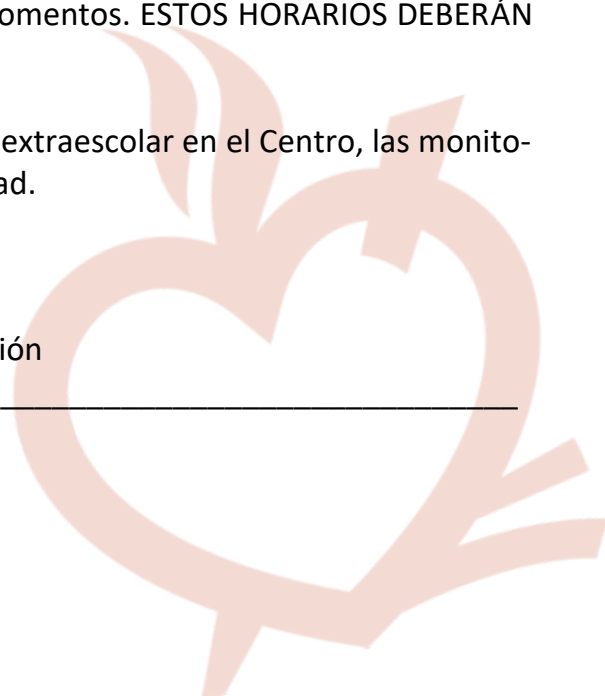 omentos. ESTOS HORARIOS DEBERÁN
extraescolar en el Centro, las monito-
ad.
ión